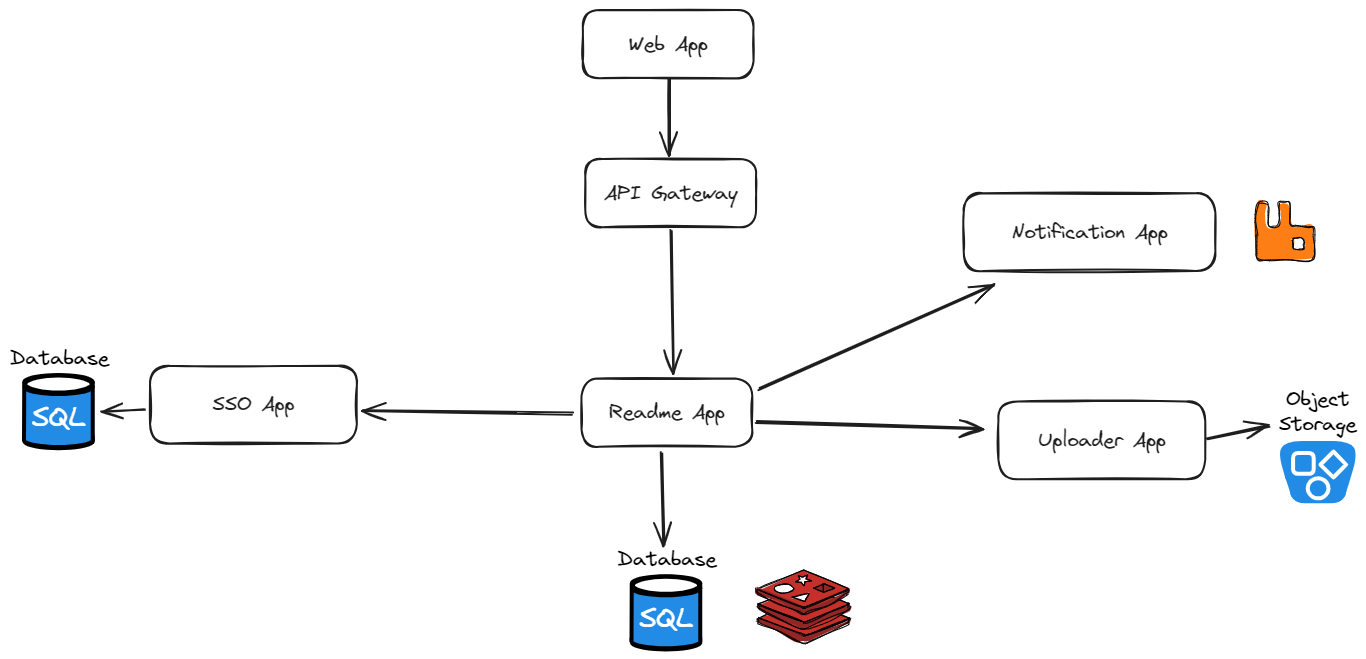 Web App
API Gateway
Notification App
Database
SQL
SSO App
Readme App
Uploader App
Object
Storage
Database
SQL